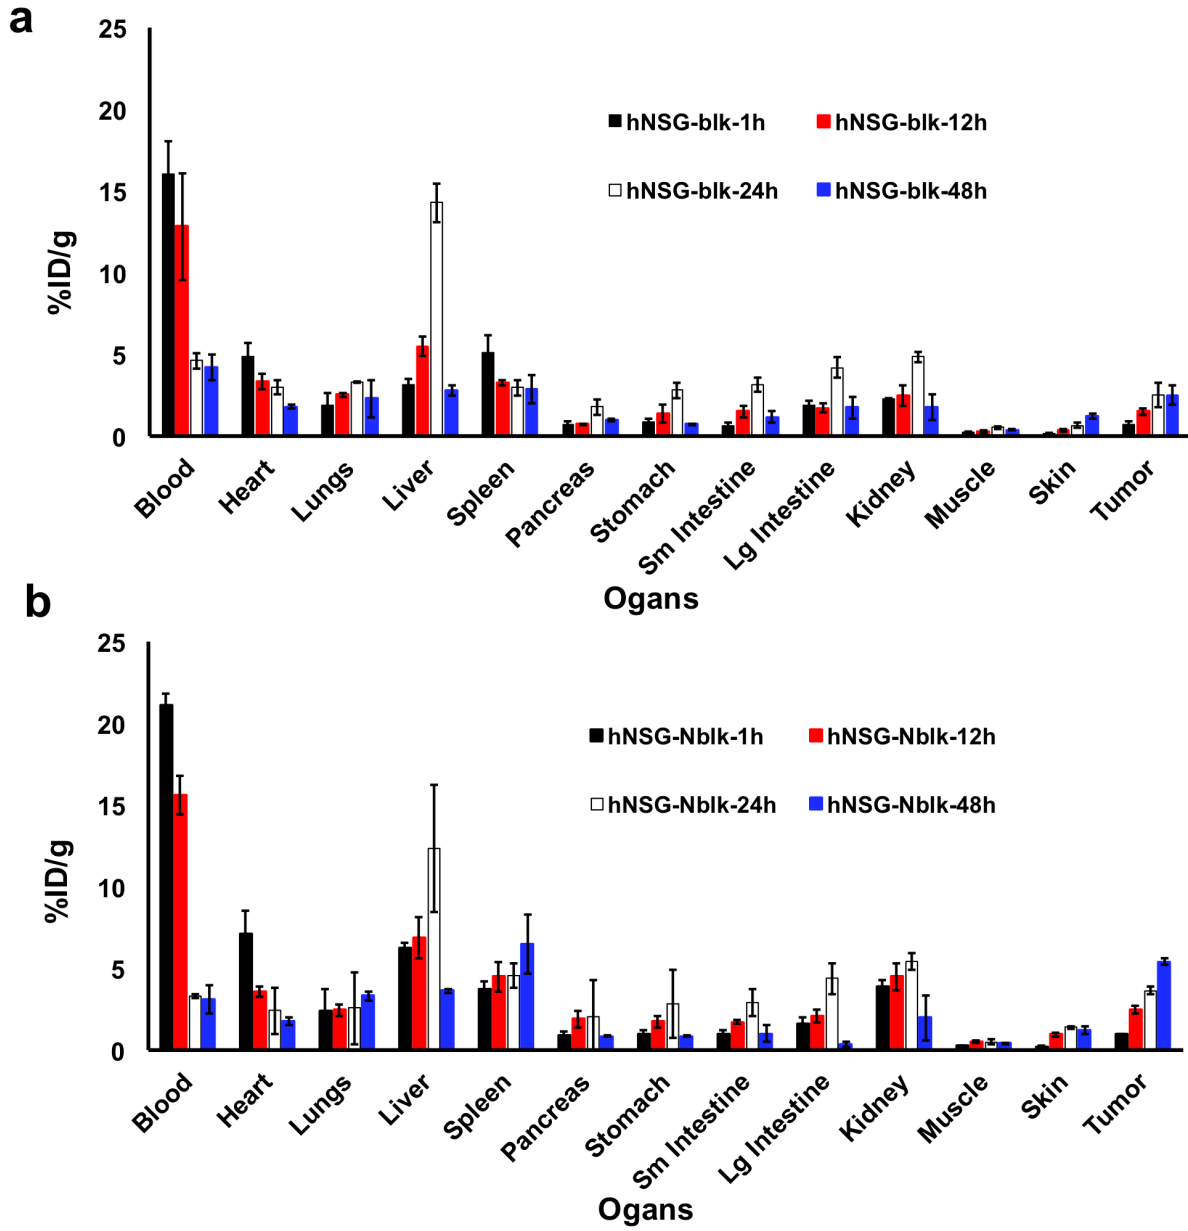 a
25
20
15
10
5
0
%ID/g
hNSG-blk-1h
hNSG-blk-12h
hNSG-blk-24h
hNSG-blk-48h
Blood
Heart
Lungs
Liver
Spleen
Pancreas
Stomach
Sm Intestine
Lg Intestine
Kidney
Muscle
Skin
Tumor
Ogans
b
25
20
15
10
5
0
%ID/g
hNSG-Nblk-1h
hNSG-Nblk-12h
hNSG-Nblk-24h
hNSG-Nblk-48h
Blood
Heart
Lungs
Liver
Spleen
Pancreas
Stomach
Sm Intestine
Lg Intestine
Kidney
Muscle
Skin
Tumor
Ogans